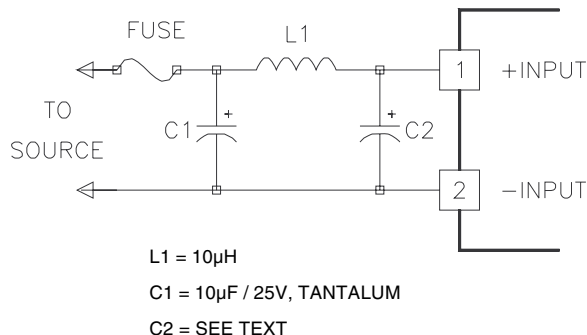 FUSE
L1
1
+INPUT
TO
SOURCE
+
C1
+
C2
2
–INPUT
L1 = 10µH
C1 = 10µF / 25V, TANTALUM
C2 = SEE TEXT